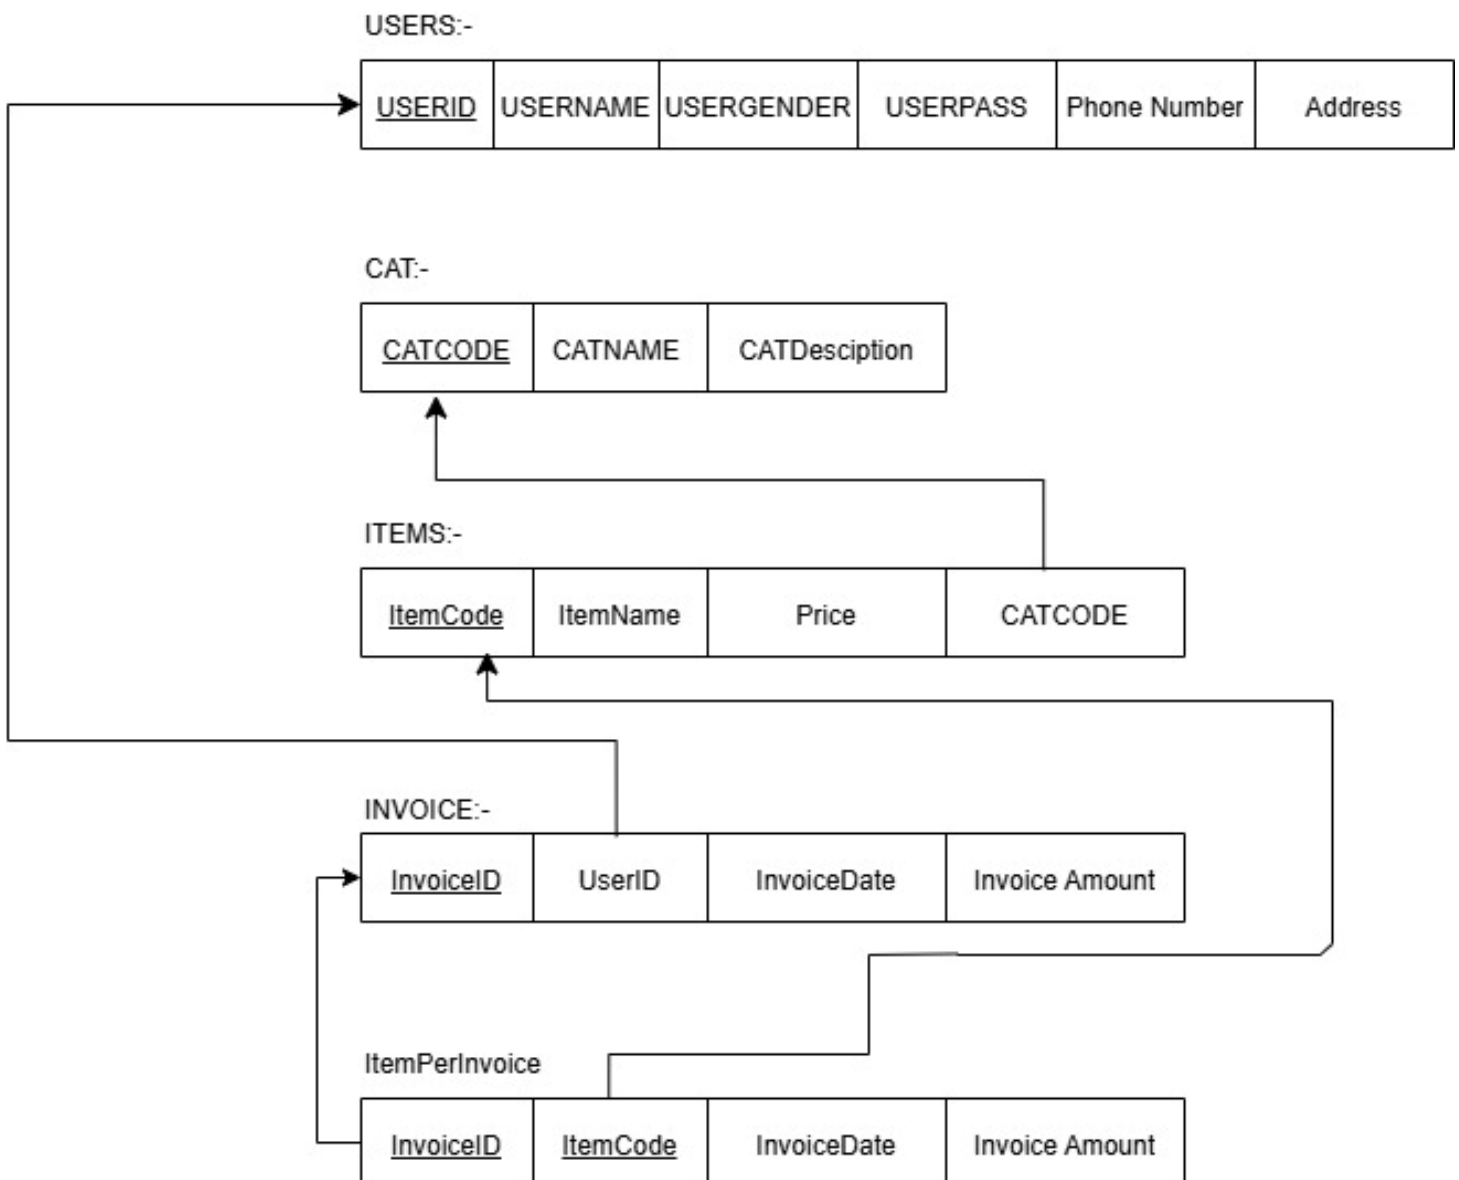 USERS:-
USERID USERNAME USERGENDER USERPASS Phone Number Address
CAT:-
CATCODE CATNAME CATDesciption
ITEMS:-
ItemCode ItemName Price CATCODE
INVOICE:-
InvoiceID UserID InvoiceDate Invoice Amount
ItemPerInvoice
InvoiceID ItemCode InvoiceDate Invoice Amount